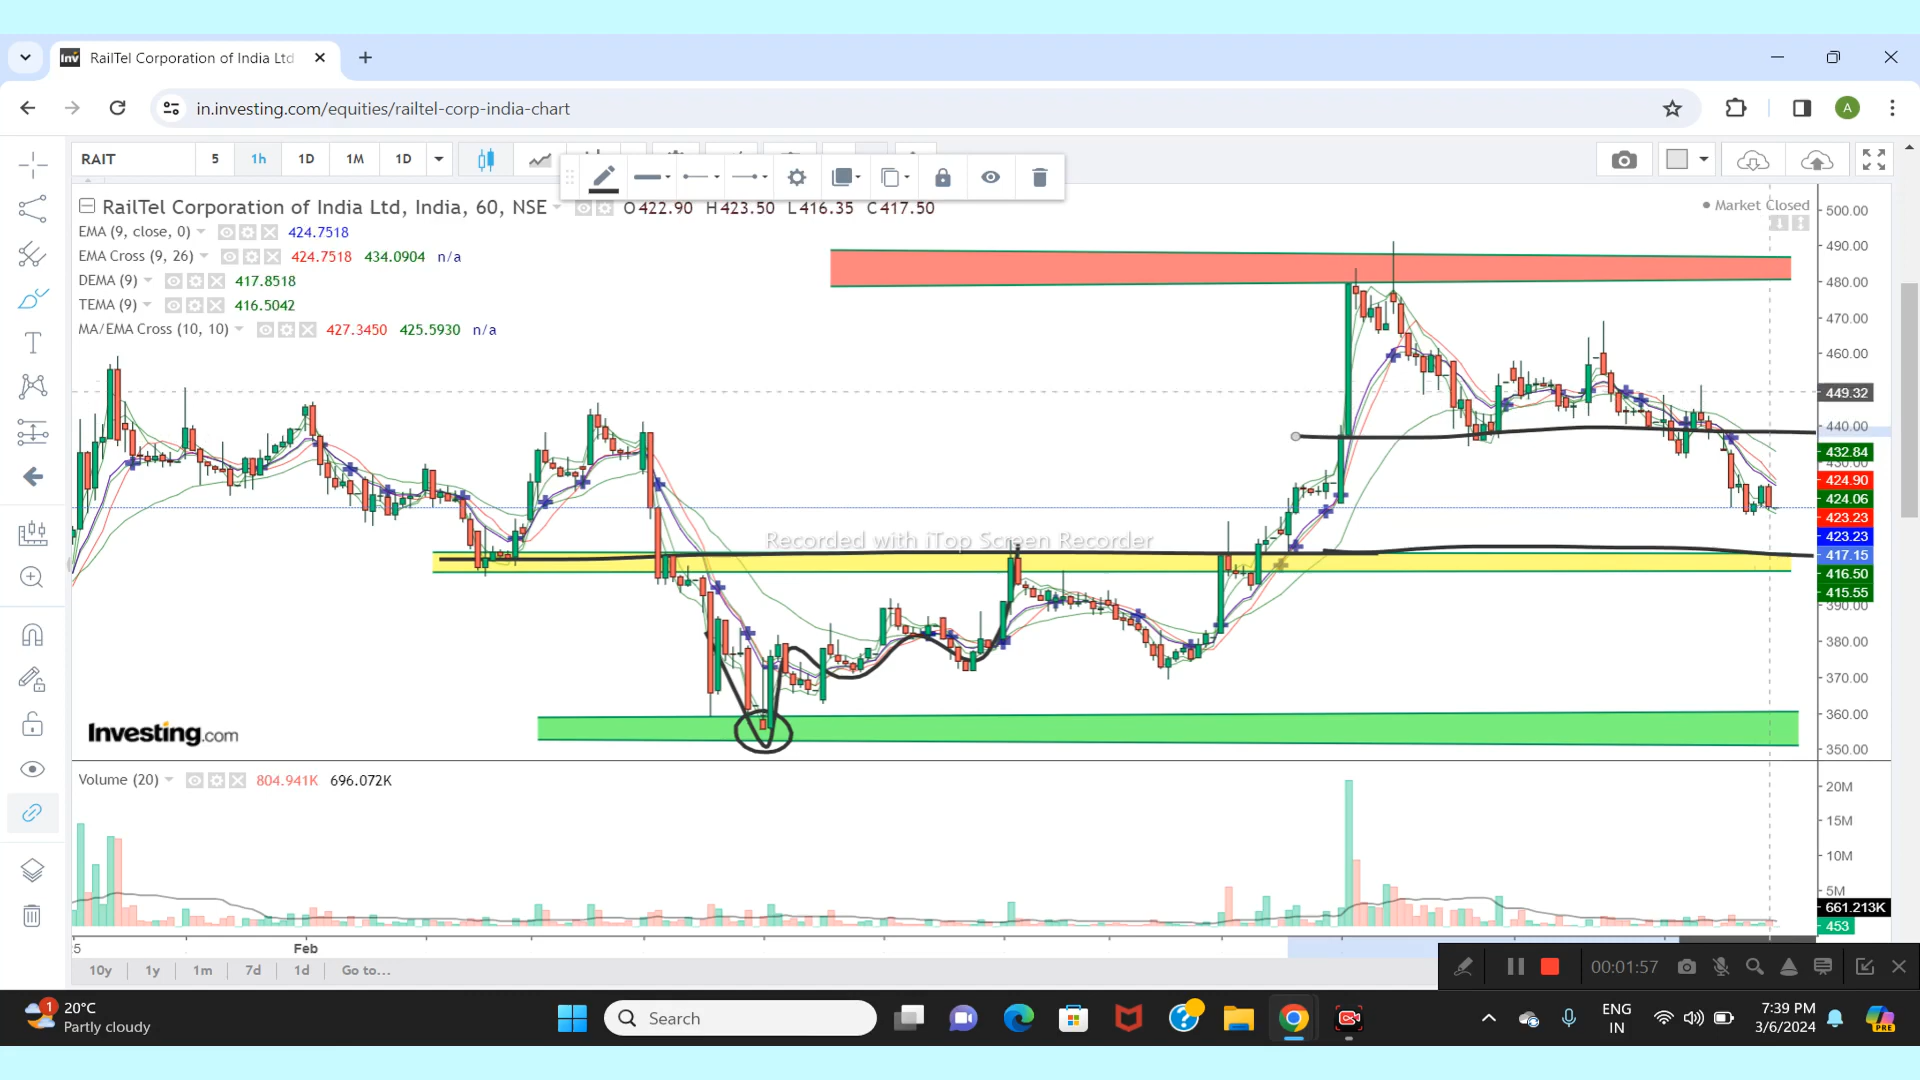 RailTel Corporation of India Ltd
in.investing.com/equities/railtel-corp-india-chart
A
RAIT 5 1h 1D 1M 1D
RailTel Corporation of India Ltd, India, 60, NSE O422.90 H423.50 L416.35 C417.50
Market Closed
EMA (9, close, 0) 424.7518
EMA Cross (9, 26) 424.7518 434.0904 n/a
DEMA (9) 417.8518
TEMA (9) 416.5042
MA/EMA Cross (10, 10) 427.3450 425.5930 n/a
500.00
490.00
480.00
470.00
460.00
449.32
440.00
432.84
430.00
424.90
424.06
423.23
423.23
417.15
416.50
415.55
390.00
380.00
370.00
360.00
350.00
Recorded with iTop Screen Recorder
Investing.com
Volume (20) 804.941K 696.072K
20M
15M
10M
5M
661.213K
453
5 Feb
10y 1y 1m 7d 1d Go to...
00:01:57
1
20°C
Partly cloudy
Search
ENG
IN
7:39 PM
3/6/2024
PRE